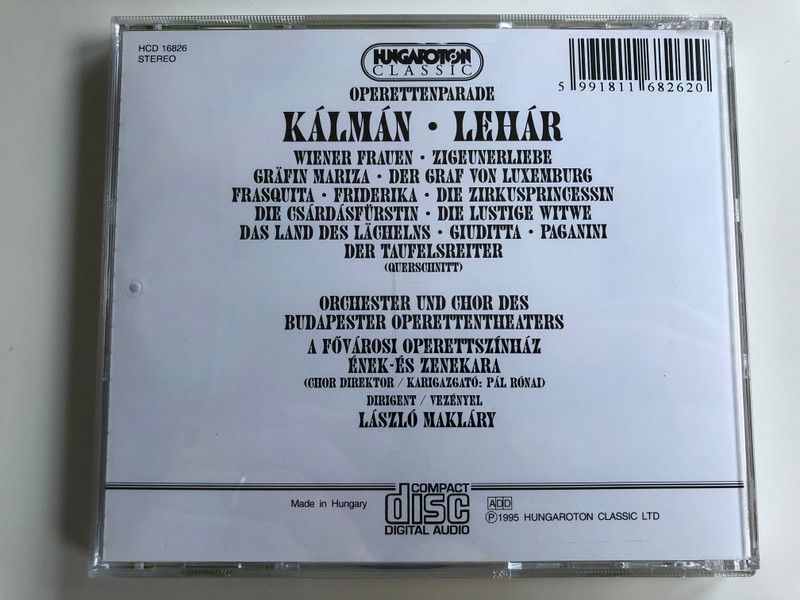 HCD 16826
STEREO
HUNGAROTON
CLASSIC
5 991811 682620
OPERETTENPARADE
KÁLMÁN · LEHÁR
WIENER FRAUEN · ZIGEUNERLIEBE
GRÄFIN MARIZA · DER GRAF VON LUXEMBURG
FRASQUITA · FRIDERIKA · DIE ZIRKUSPRINCESSIN
DIE CSÁRDÁSFÜRSTIN · DIE LUSTIGE WITWE
DAS LAND DES LÄCHELNS · GIUDITTA · PAGANINI
DER TAUFELSREITER
(QUERSCHNITT)
ORCHESTER UND CHOR DES
BUDAPESTER OPERETTENTHEATERS
A FŐVÁROSI OPERETTSZÍNHÁZ
ÉNEK-ÉS ZENEKARA
(CHOR DIREKTOR / KARIGAZGATÓ: PÁL RÓNAI)
DIRIGENT / VEZÉNYEL
LÁSZLÓ MAKLÁRY
Made in Hungary
COMPACT
disc
DIGITAL AUDIO
ADD
Ⓟ1995 HUNGAROTON CLASSIC LTD